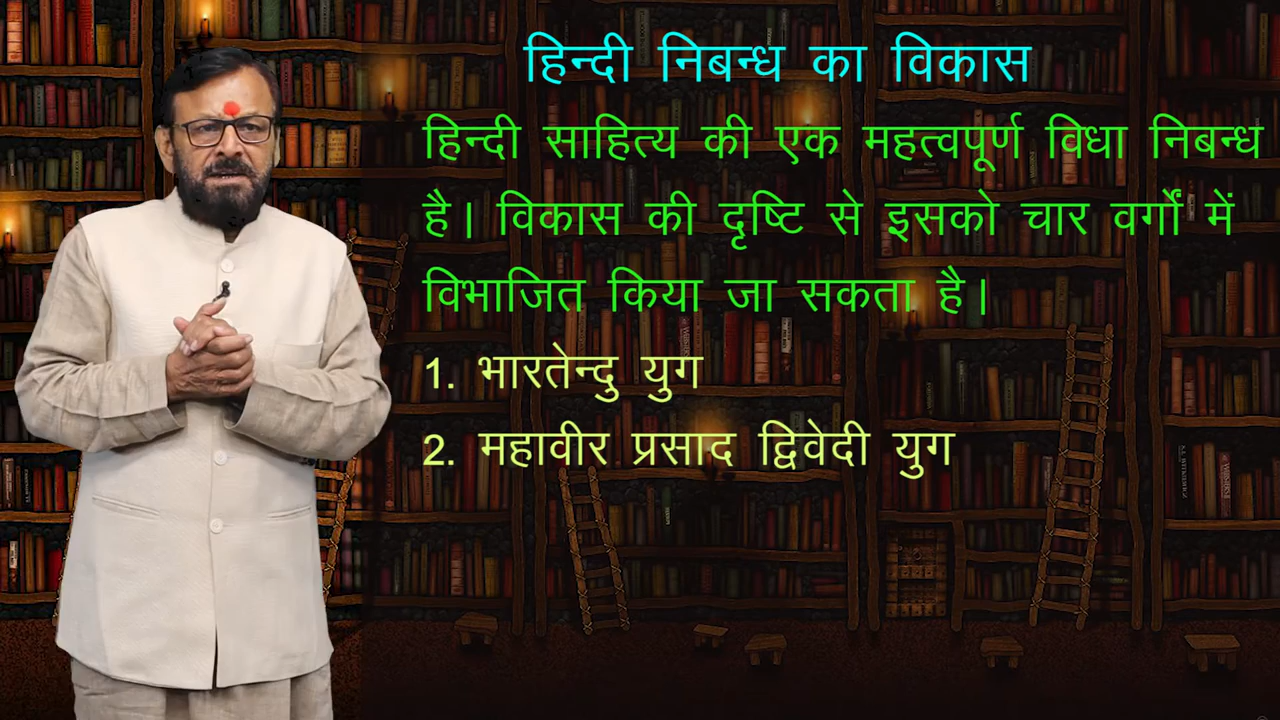 हिन्दी निबन्ध का विकास
हिन्दी साहित्य की एक महत्वपूर्ण विधा निबन्ध
है। विकास की दृष्टि से इसको चार वर्गों में
विभाजित किया जा सकता है।
1. भारतेन्दु युग
2. महावीर प्रसाद द्विवेदी युग